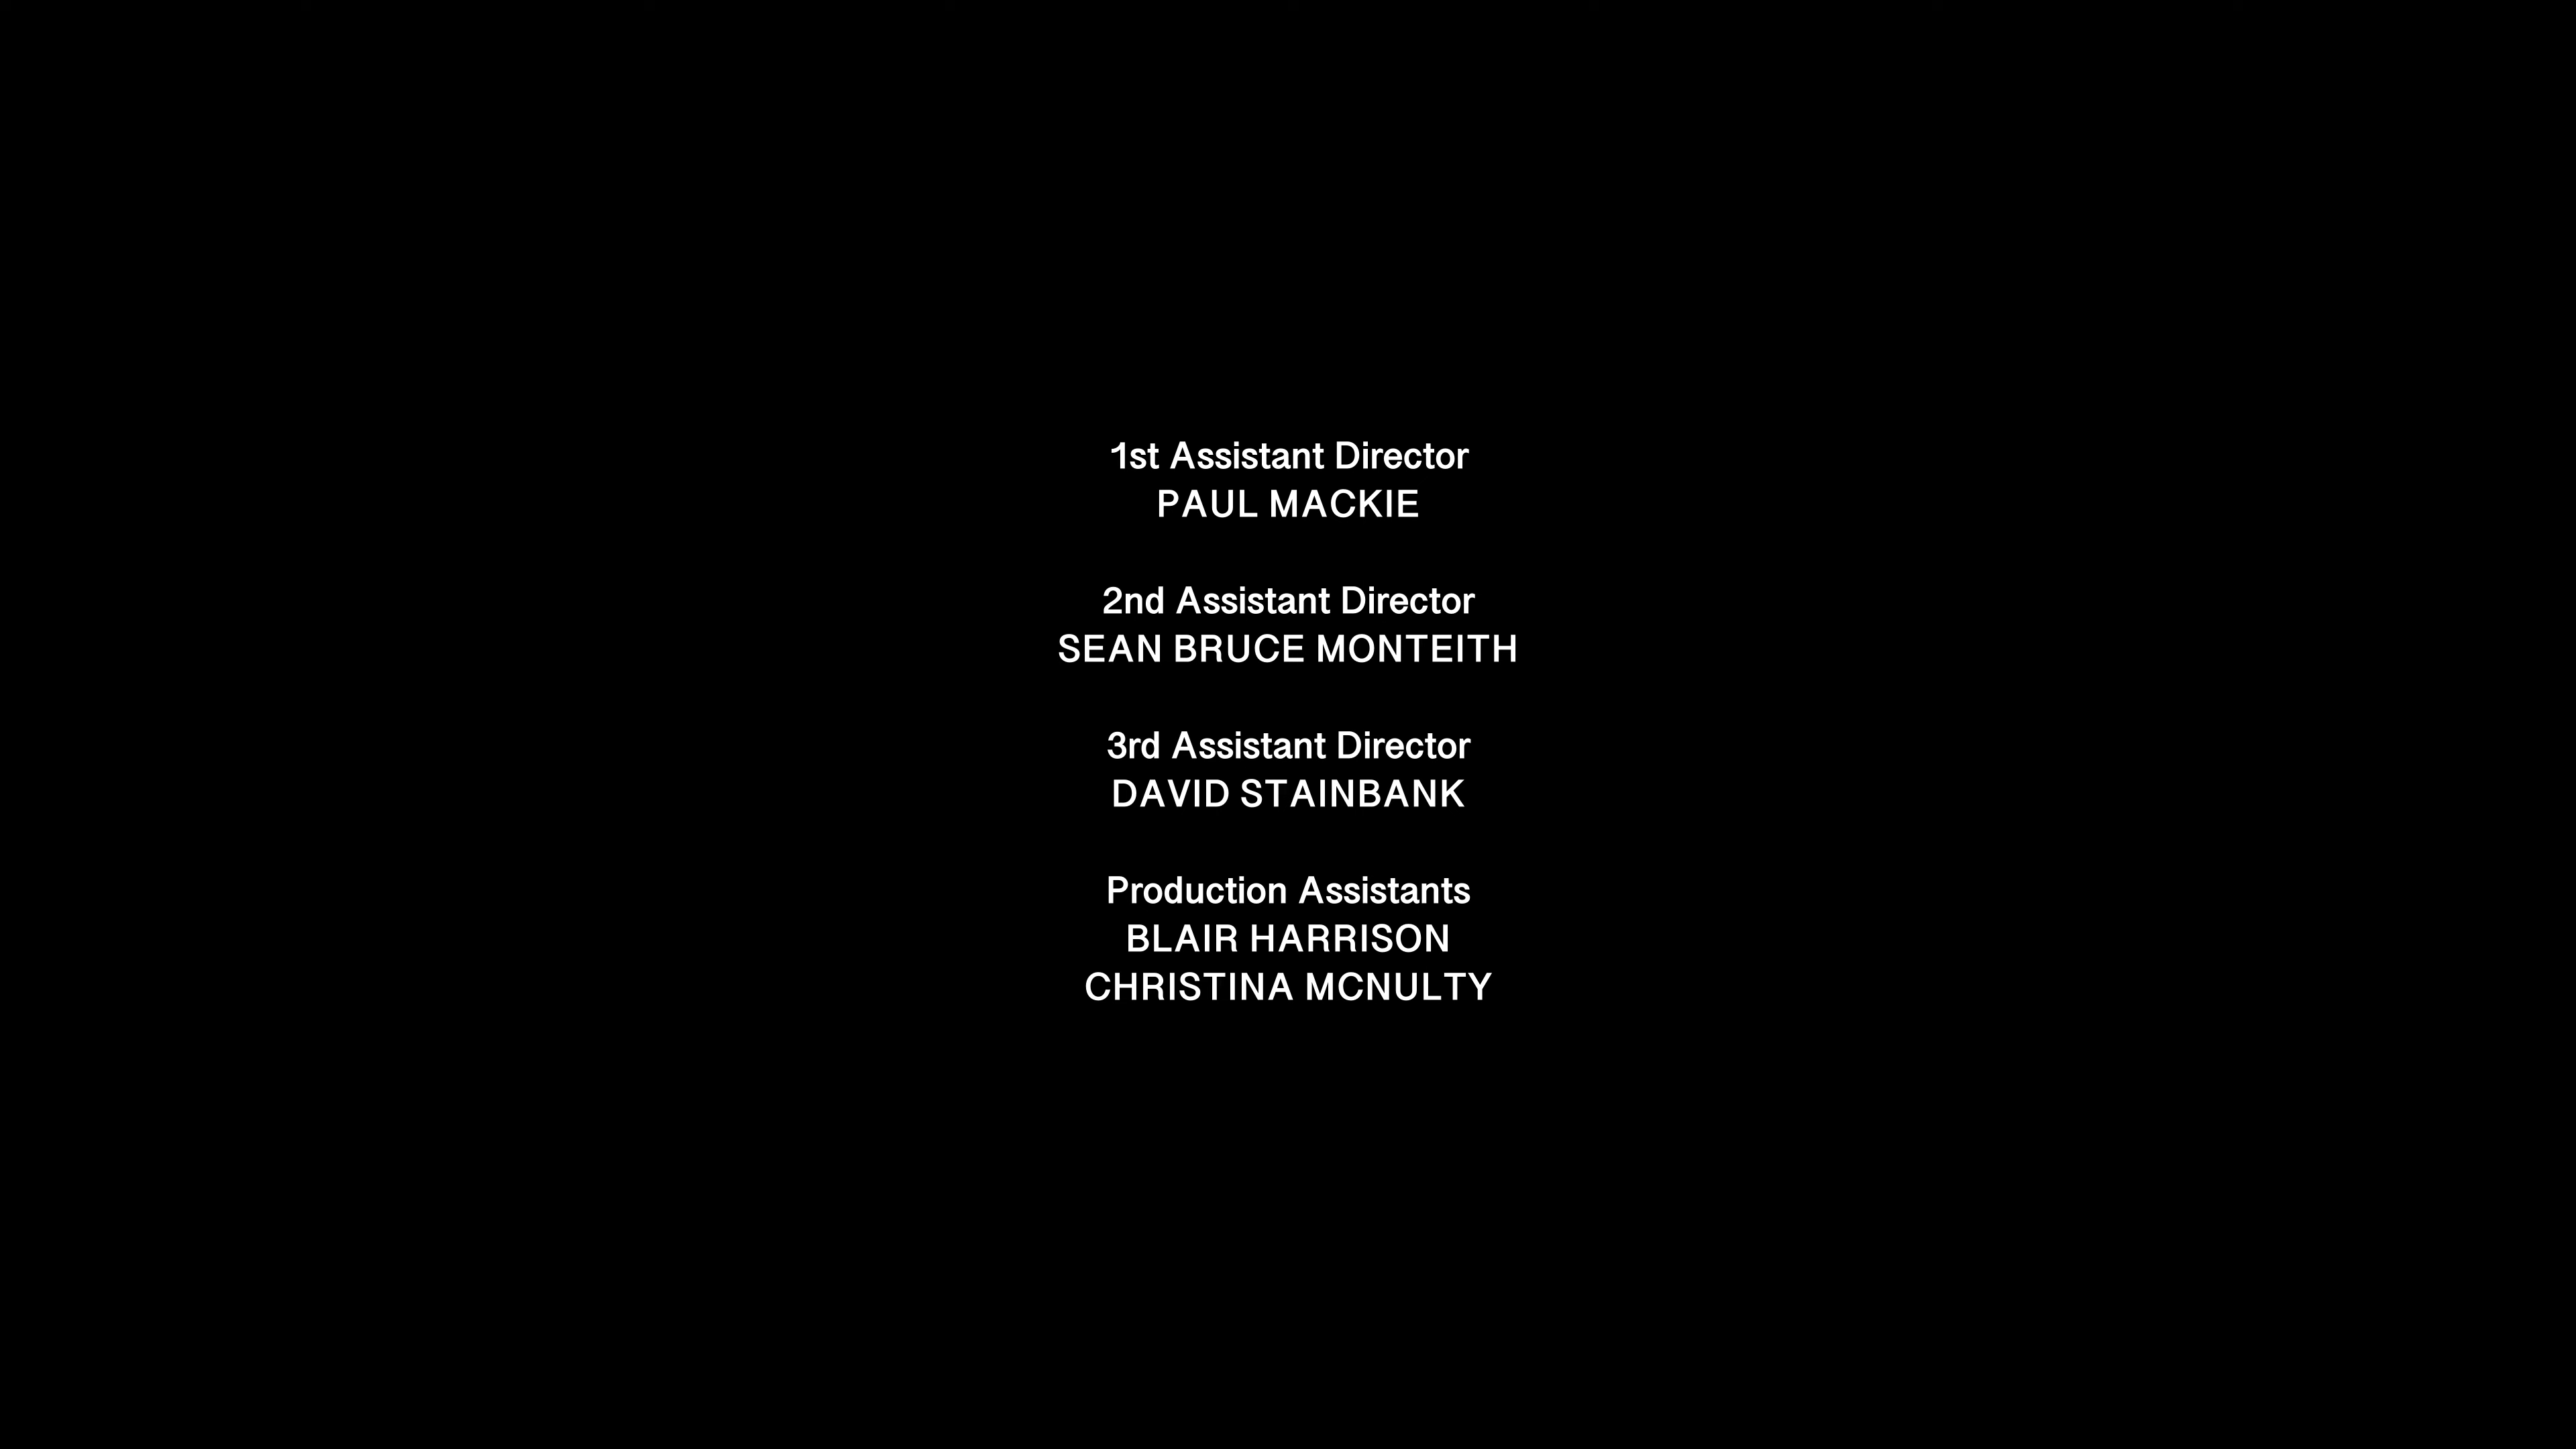 1st Assistant Director
PAUL MACKIE
2nd Assistant Director
SEAN BRUCE MONTEITH
3rd Assistant Director
DAVID STAINBANK
Production Assistants
BLAIR HARRISON
CHRISTINA MCNULTY